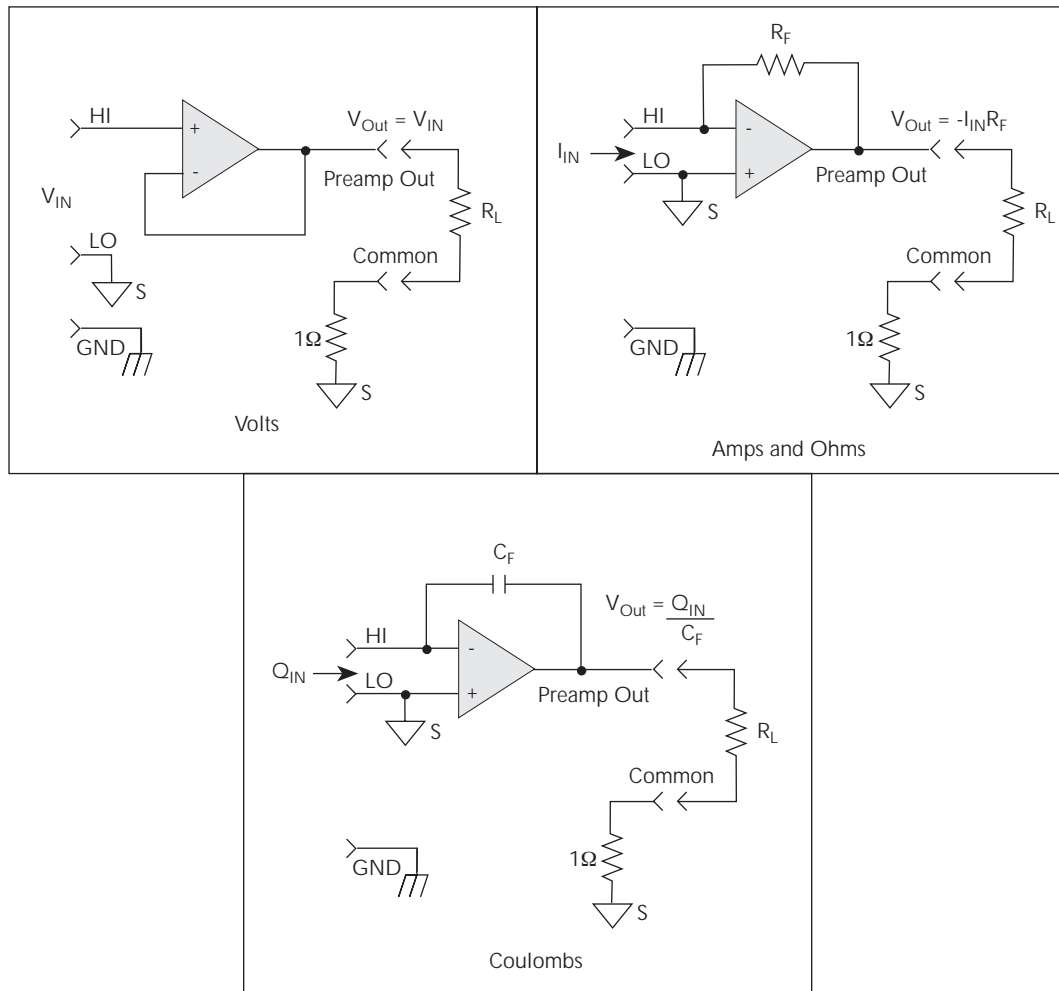 HI
+
-
V_Out = V_IN
Preamp Out
V_IN
R_L
LO
S
Common
1Ω
GND
S
Volts
R_F
HI
-
V_Out = -I_IN R_F
I_IN
LO
+
Preamp Out
S
R_L
Common
1Ω
GND
S
Amps and Ohms
C_F
V_Out = Q_IN
C_F
HI
-
Q_IN
LO
+
Preamp Out
S
R_L
Common
1Ω
GND
S
Coulombs